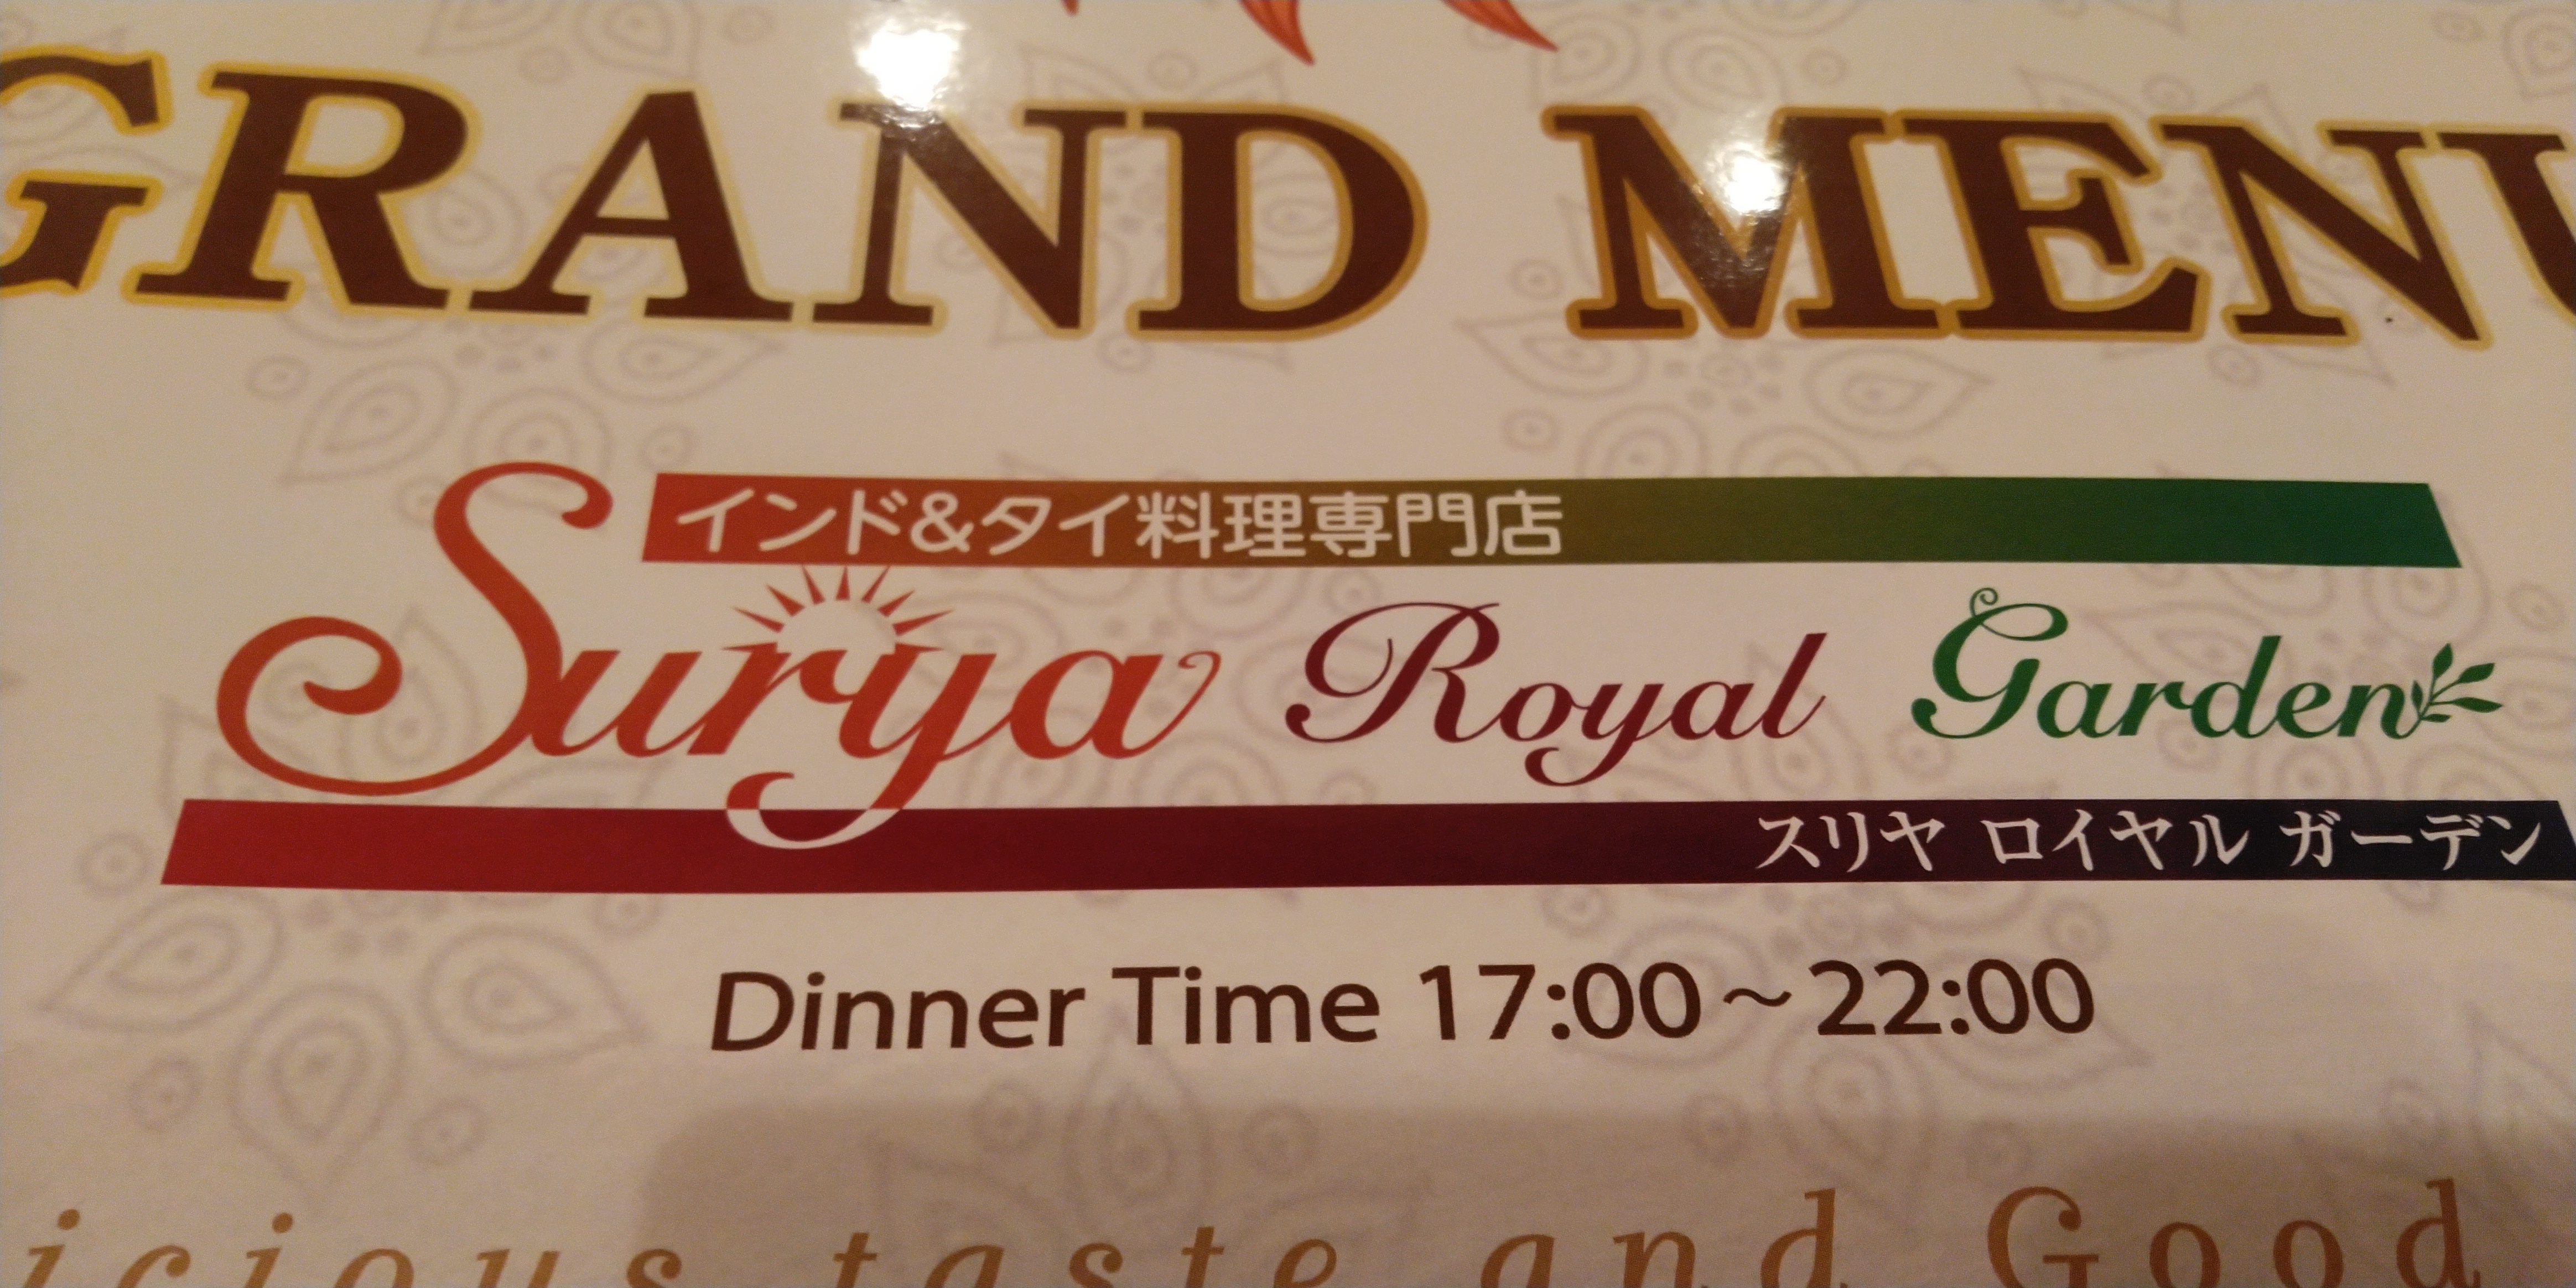 GRAND MENU
インド&タイ料理専門店
Surya Royal Garden
スリヤ ロイヤル ガーデン
Dinner Time 17:00～22:00
icious taste and Good